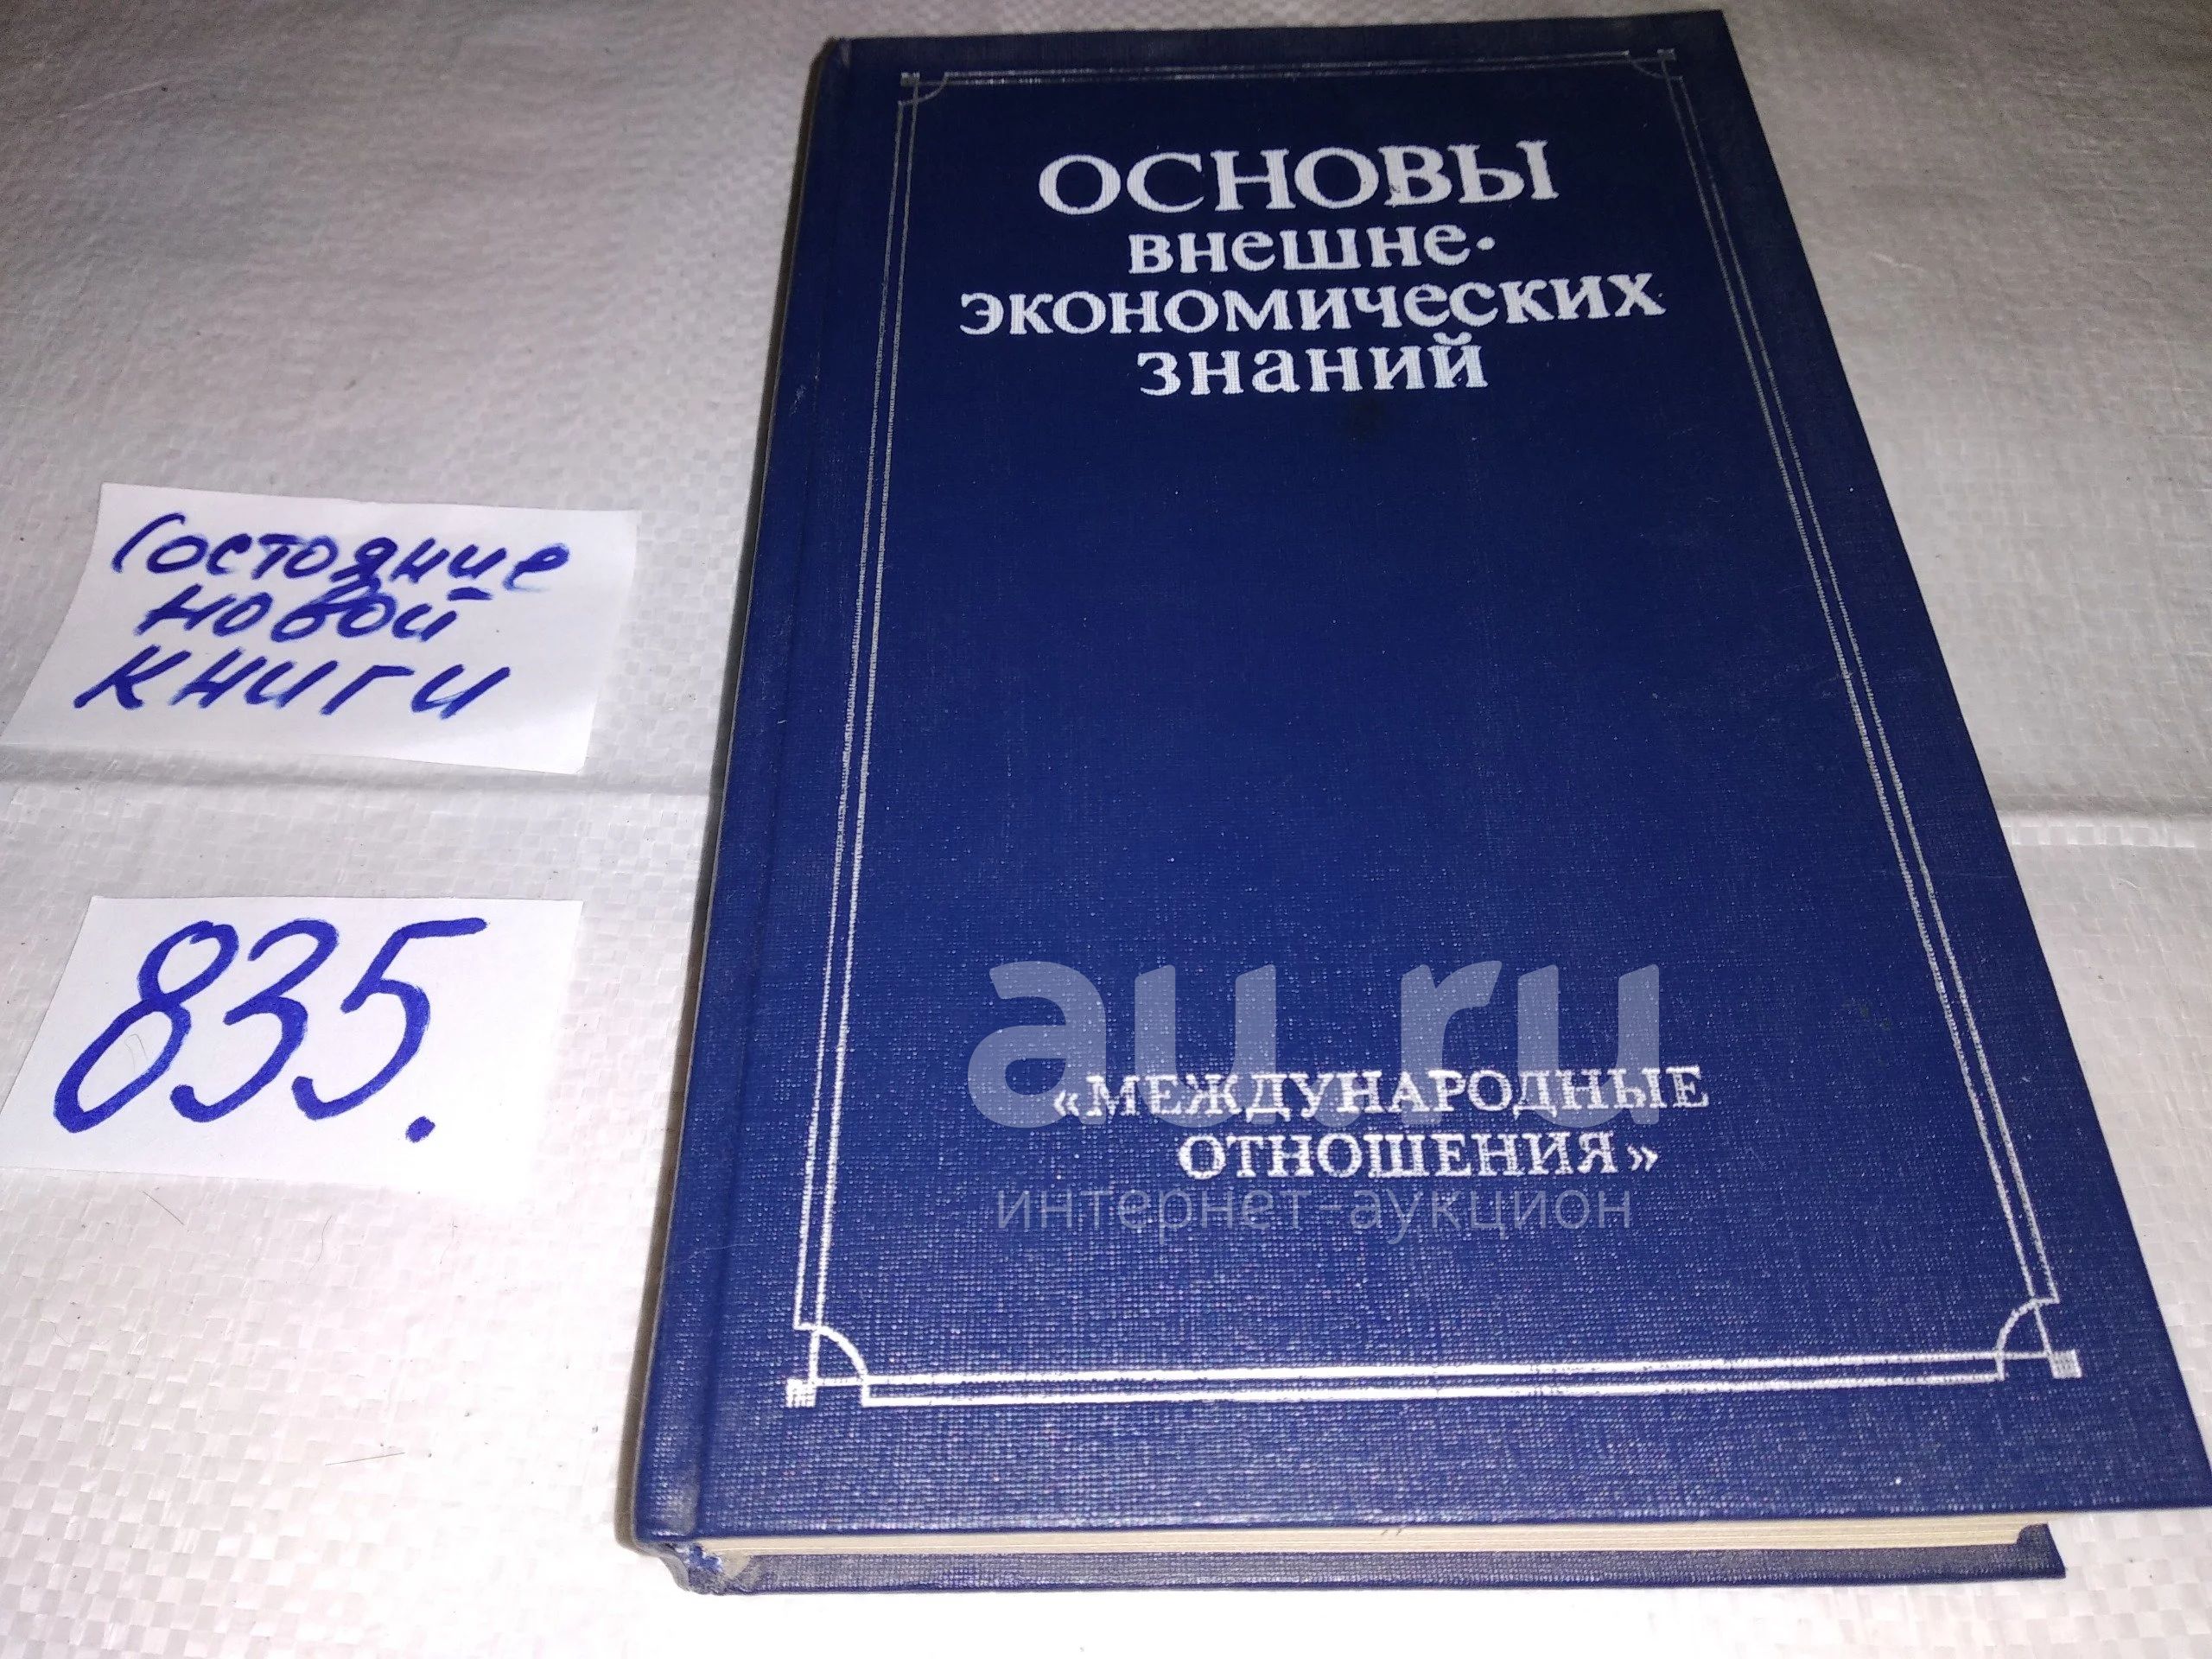 ОСНОВЫ
внешне-
экономических
знаний
Состояние
новой
книги
835.
au.ru
«МЕЖДУНАРОДНЫЕ
ОТНОШЕНИЯ»
интернет-аукцион